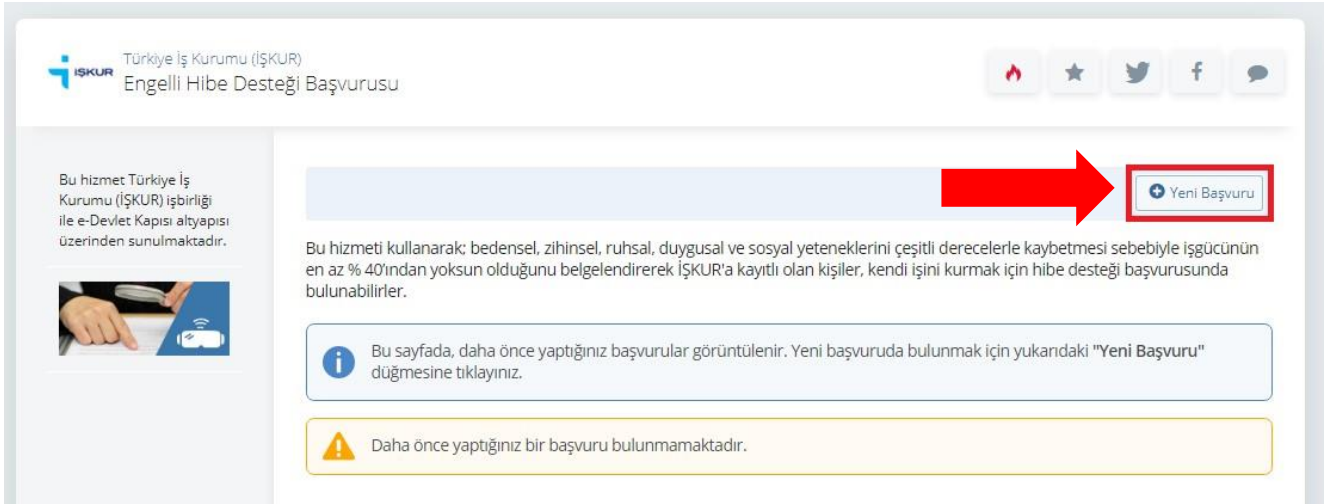 İŞKUR
Türkiye İş Kurumu (İŞKUR)
Engelli Hibe Desteği Başvurusu
Bu hizmet Türkiye İş
Kurumu (İŞKUR) işbirliği
ile e-Devlet Kapısı altyapısı
üzerinden sunulmaktadır.
Yeni Başvuru
Bu hizmeti kullanarak; bedensel, zihinsel, ruhsal, duygusal ve sosyal yeteneklerini çeşitli derecelerle kaybetmesi sebebiyle işgücünün
en az % 40'ından yoksun olduğunu belgelendirerek İŞKUR'a kayıtlı olan kişiler, kendi işini kurmak için hibe desteği başvurusunda
bulunabilirler.
Bu sayfada, daha önce yaptığınız başvurular görüntülenir. Yeni başvuruda bulunmak için yukarıdaki "Yeni Başvuru"
düğmesine tıklayınız.
Daha önce yaptığınız bir başvuru bulunmamaktadır.